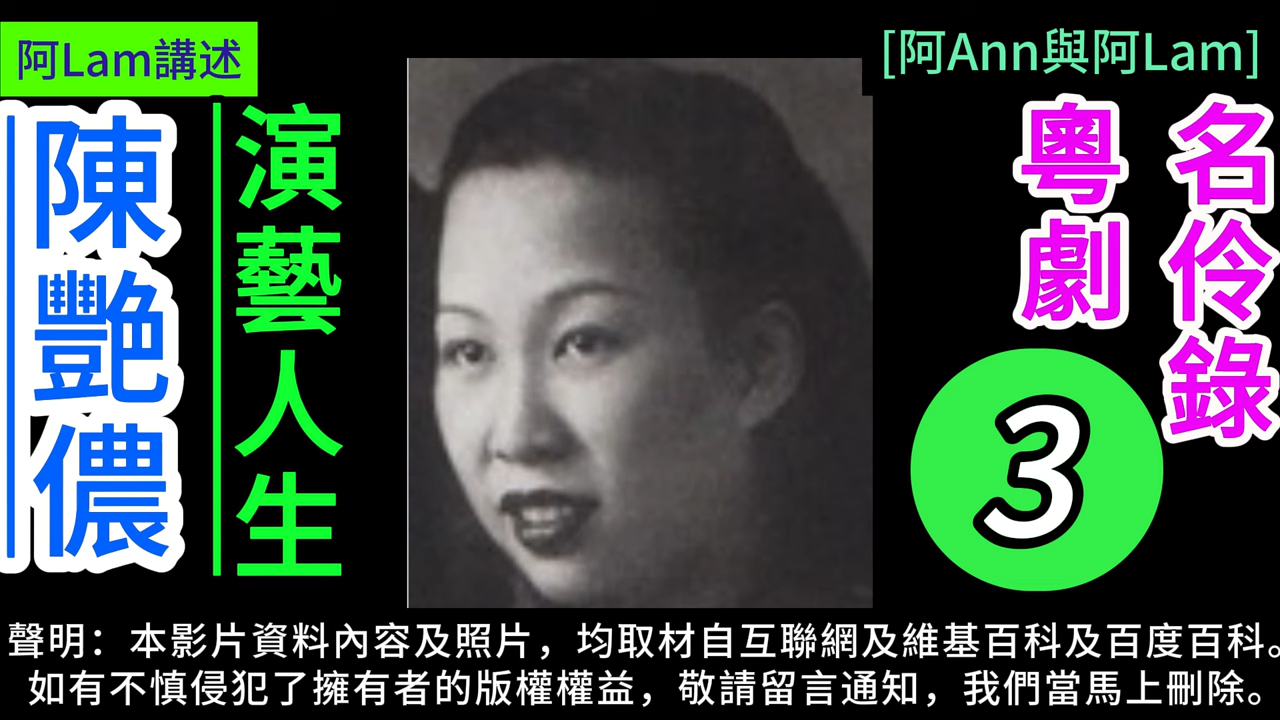 阿Lam講述
[阿Ann與阿Lam]
陳艷儂
演藝人生
粵劇
名伶錄
3
聲明：本影片資料內容及照片，均取材自互聯網及維基百科及百度百科。
如有不慎侵犯了擁有者的版權權益，敬請留言通知，我們當馬上刪除。